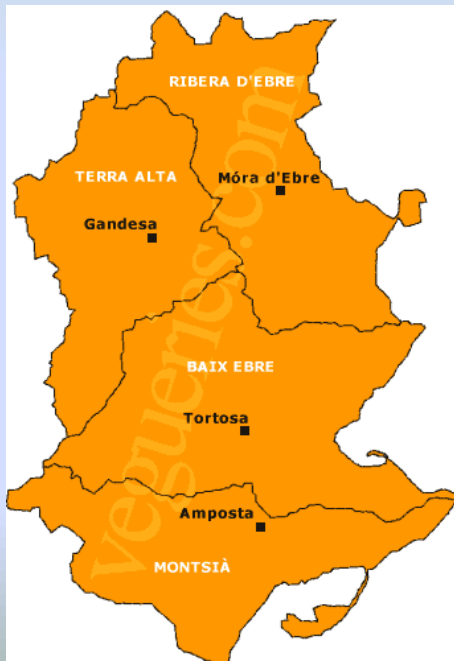 RIBERA D'EBRE
TERRA ALTA
Móra d'Ebre
Gandesa
BAIX EBRE
Tortosa
Amposta
MONTSIÀ
vegueries.com